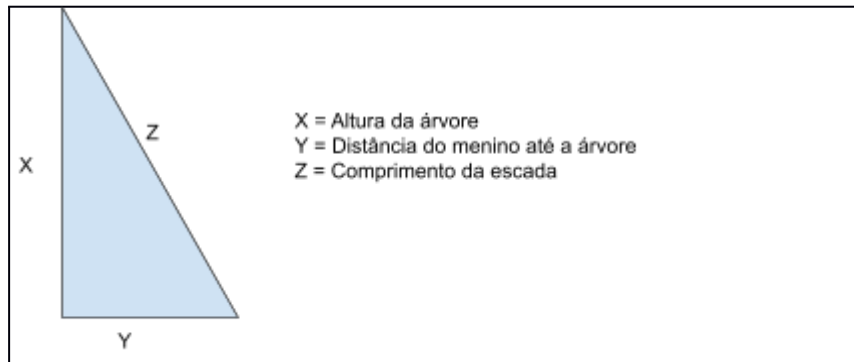 Z
X = Altura da árvore
Y = Distância do menino até a árvore
Z = Comprimento da escada
X
Y